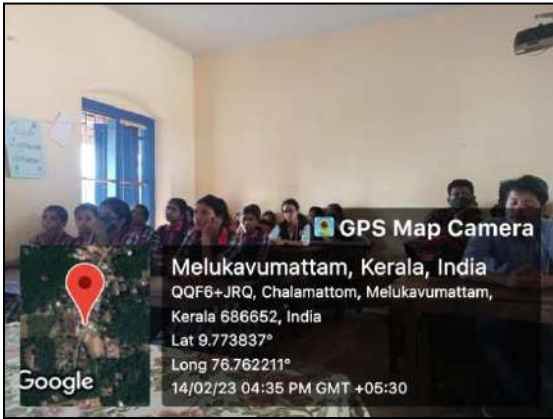 GPS Map Camera
Melukavumattam, Kerala, India
QQF6+JRQ, Chalamattom, Melukavumattam,
Kerala 686652, India
Lat 9.773837°
Long 76.762211°
14/02/23 04:35 PM GMT +05:30
Google